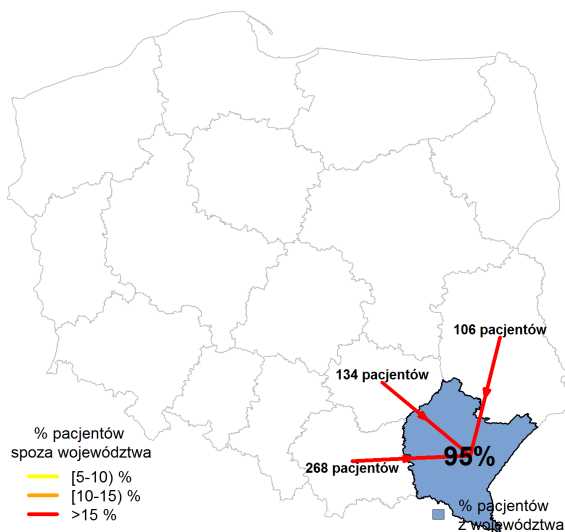 106 pacjentów
134 pacjentów
95%
268 pacjentów
% pacjentów
spoza województwa
[5-10) %
[10-15) %
>15 %
% pacjentów
z województwa